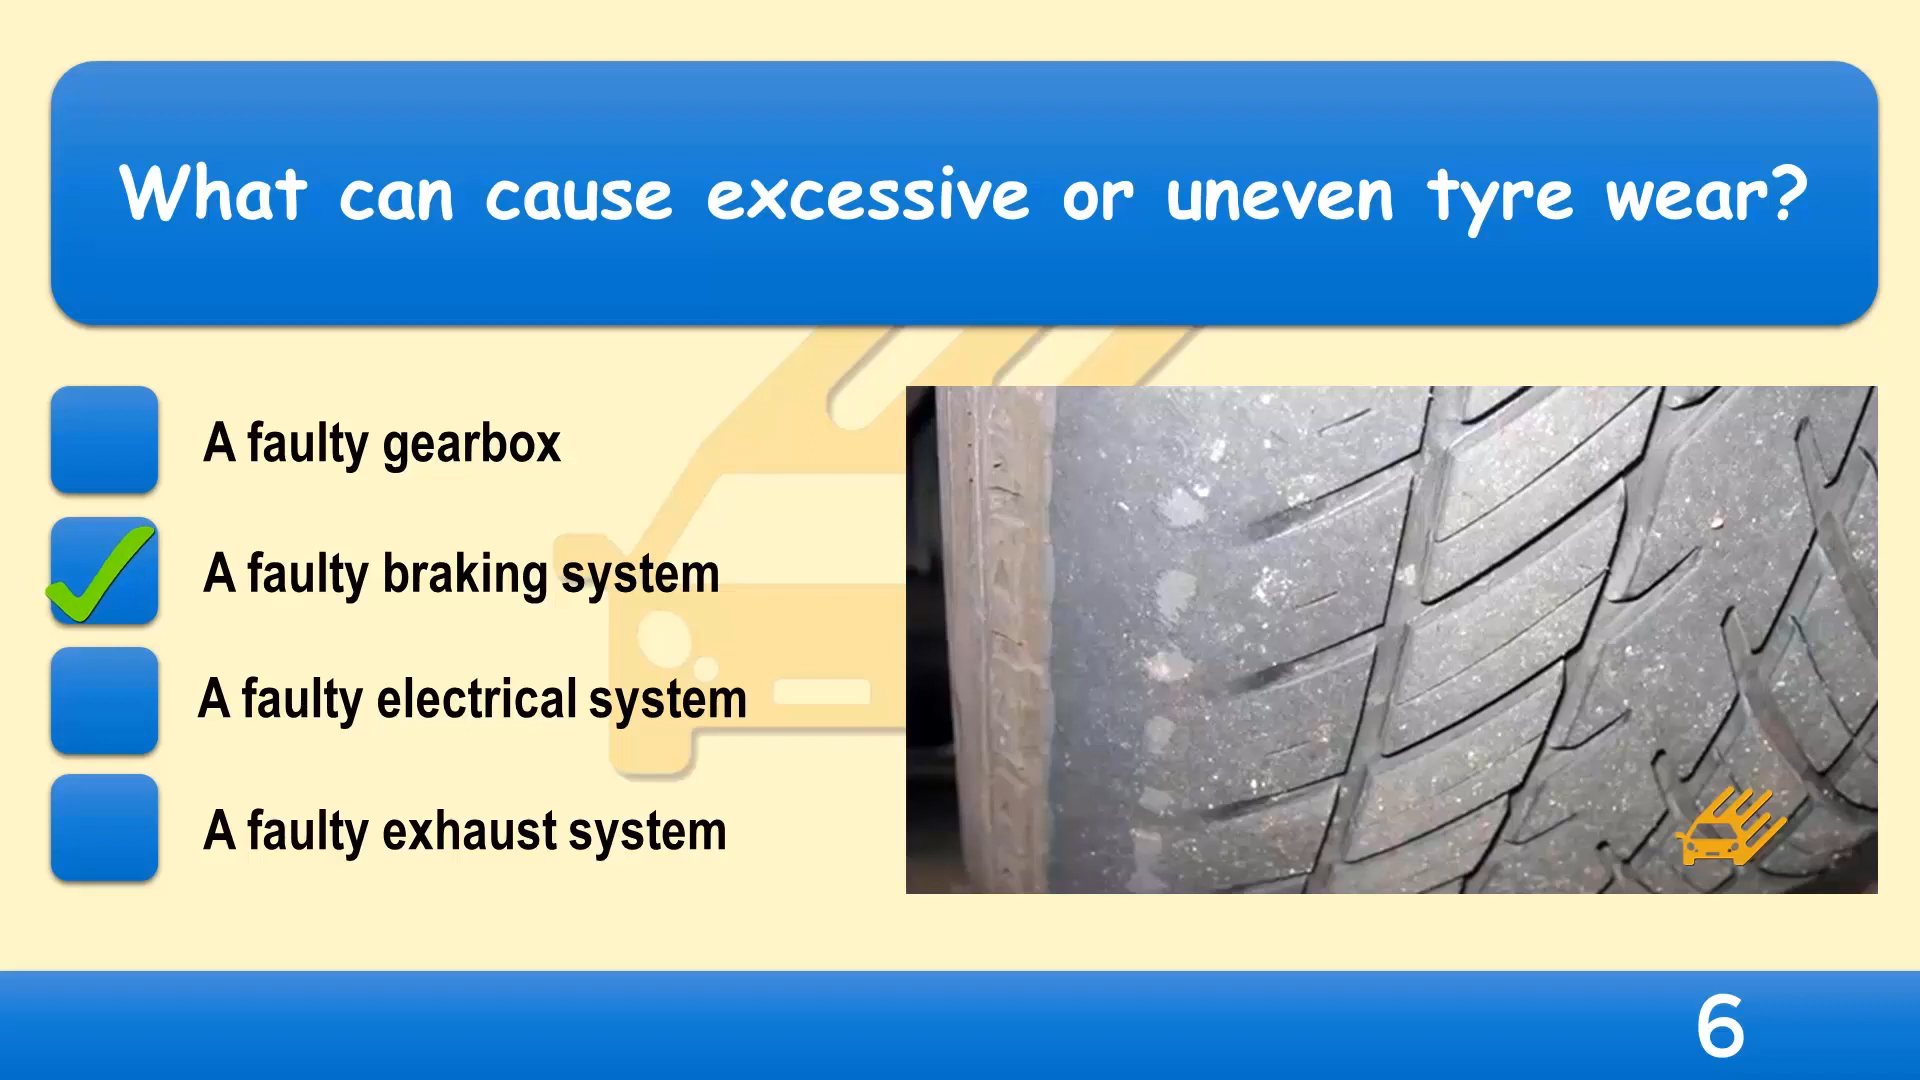 What can cause excessive or uneven tyre wear?
A faulty gearbox
A faulty braking system
A faulty electrical system
A faulty exhaust system
6